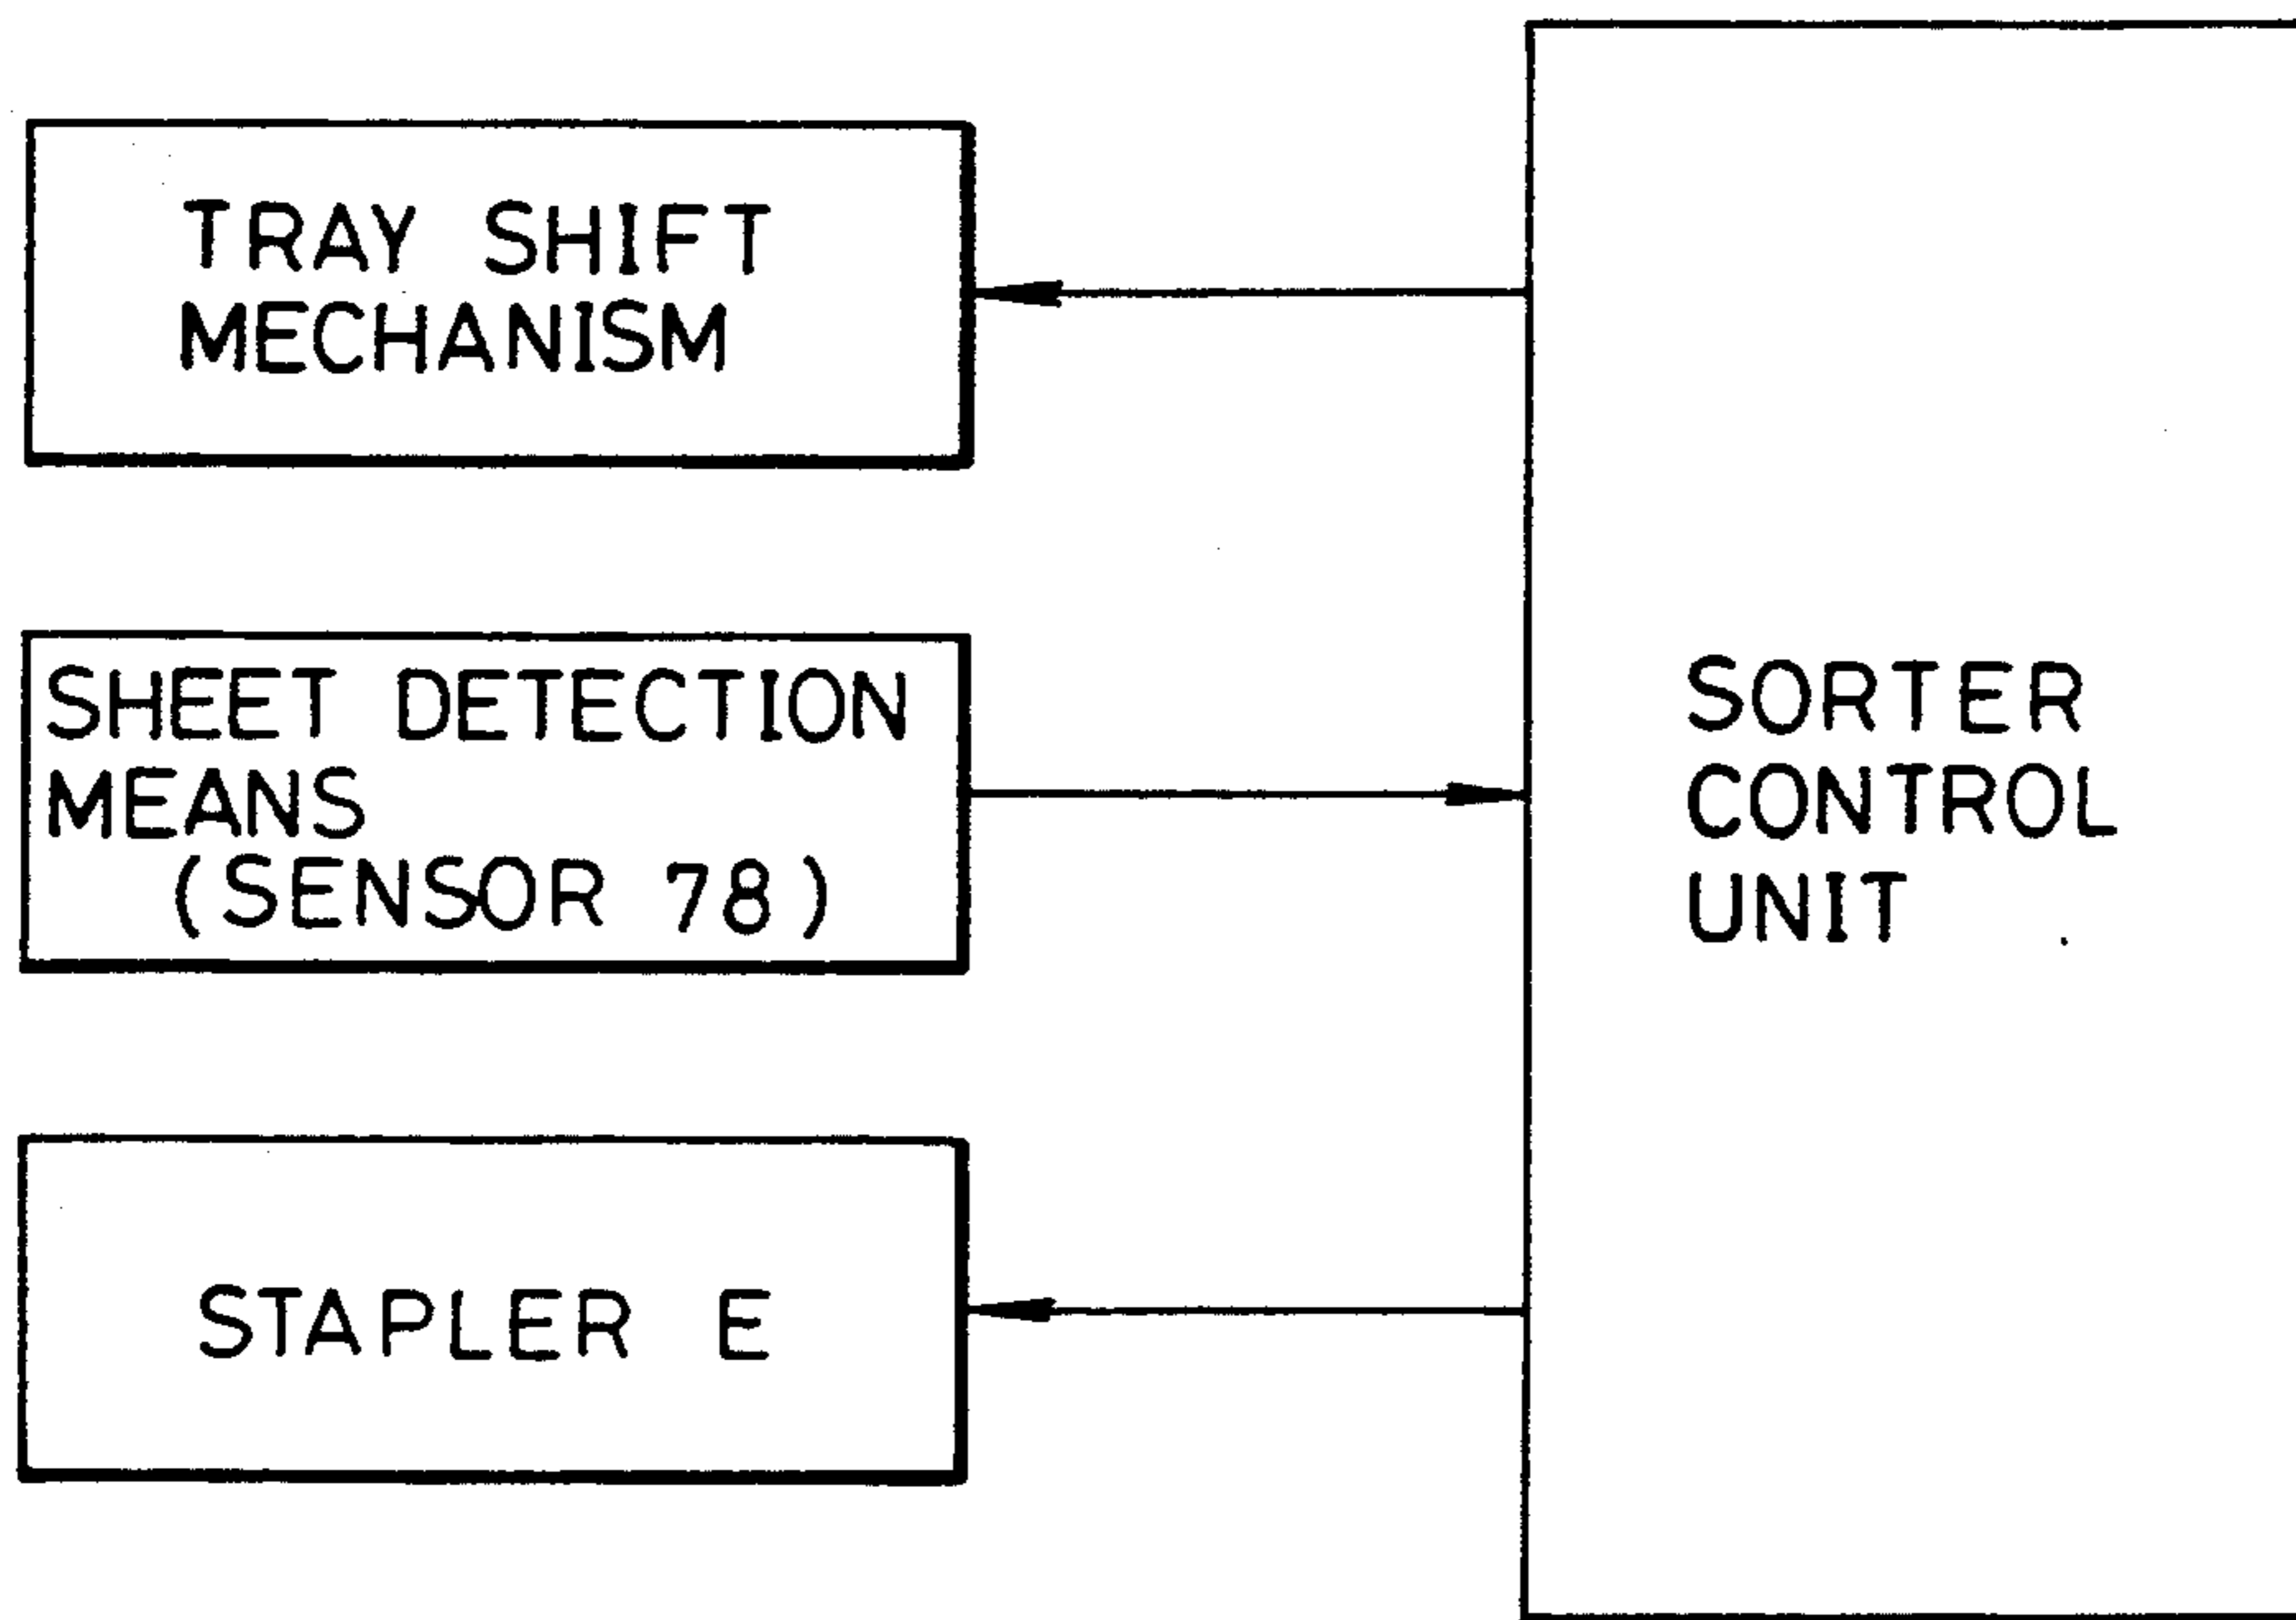 TRAY SHIFT
MECHANISM
SHEET DETECTION
MEANS
(SENSOR 78)
STAPLER E
SORTER
CONTROL
UNIT